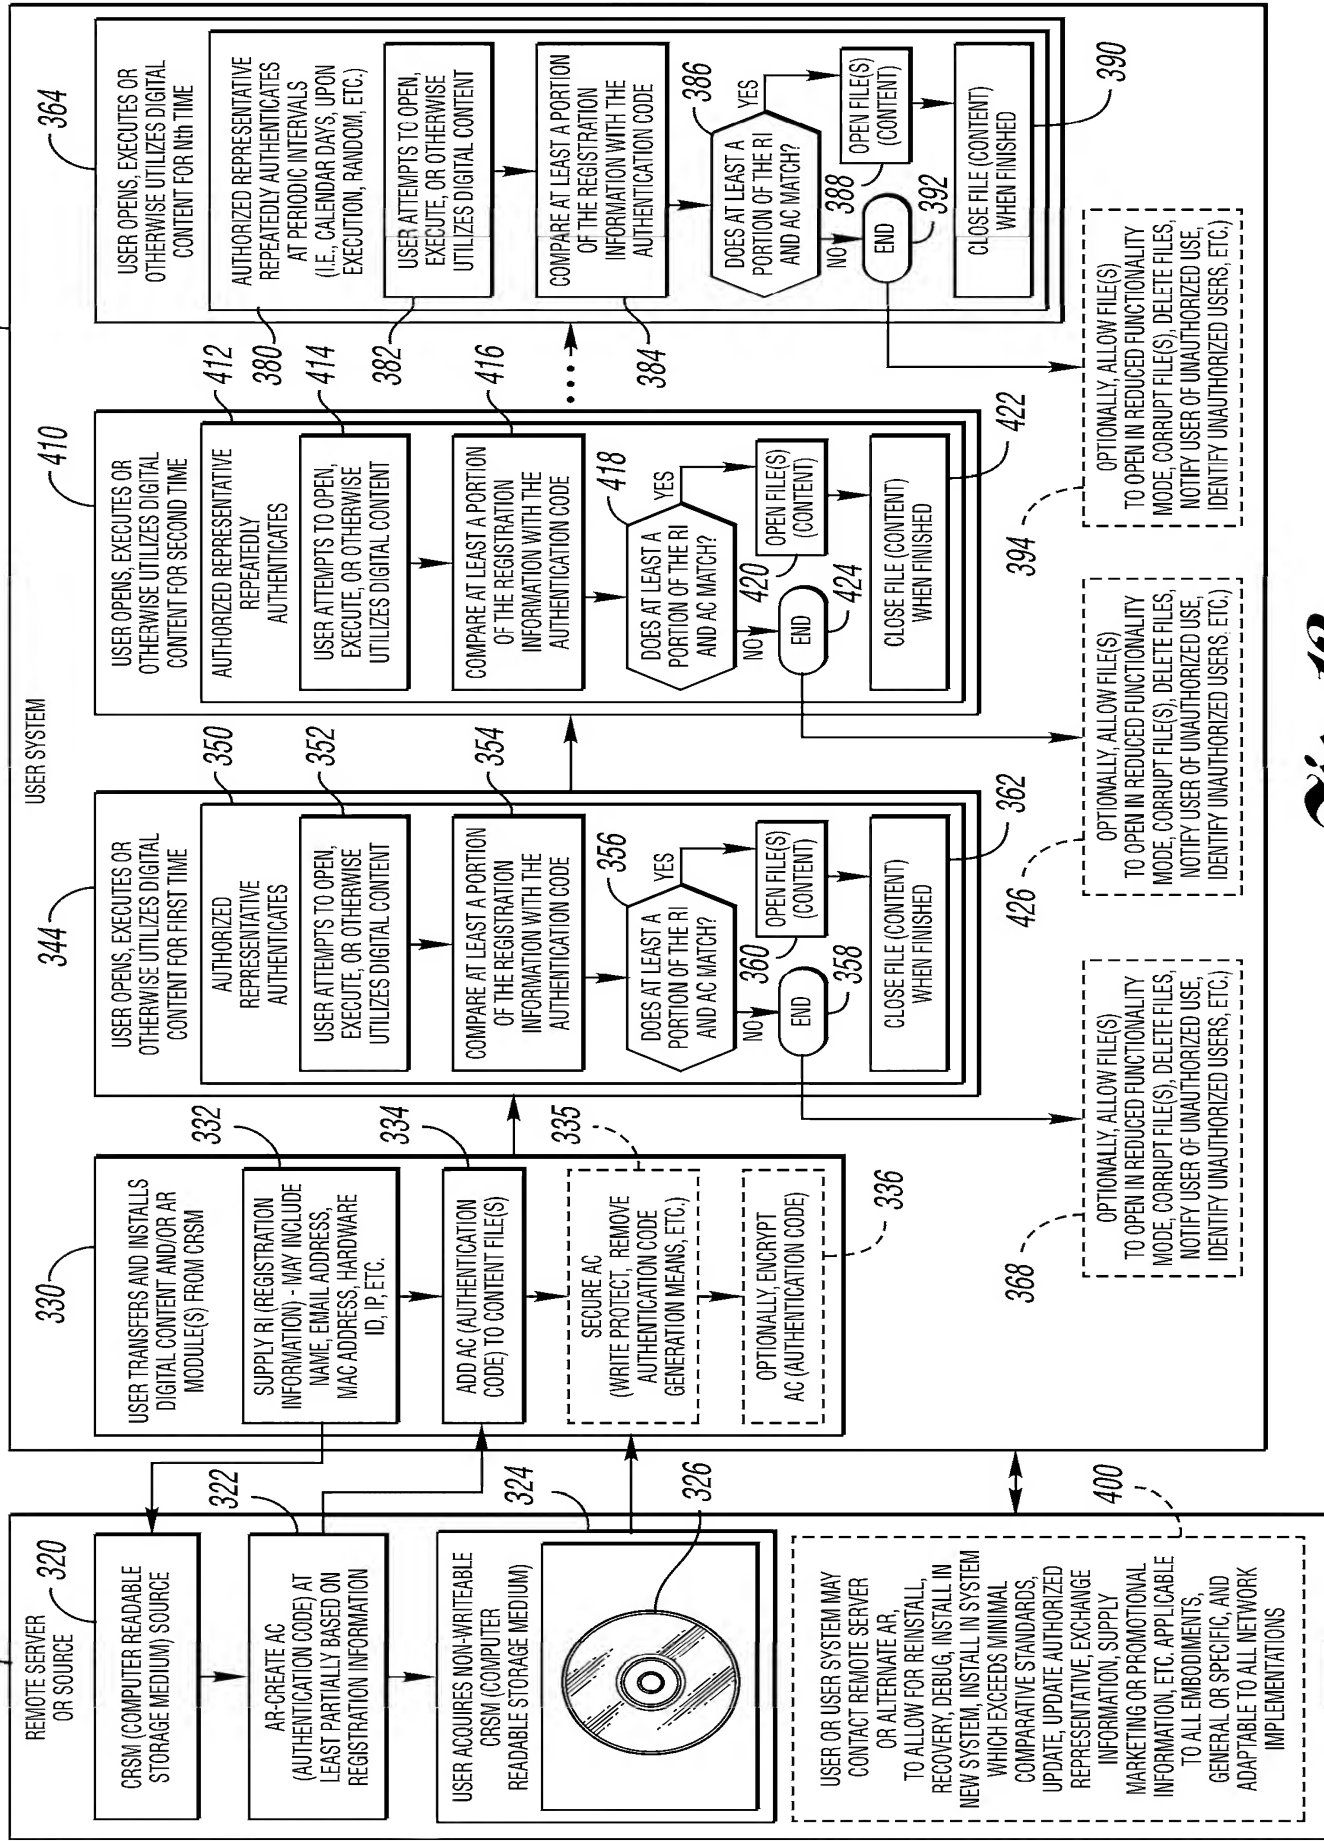 REMOTE SERVER
OR SOURCE
320
CRSM (COMPUTER READABLE
STORAGE MEDIUM) SOURCE
322
AR-CREATE AC
(AUTHENTICATION CODE) AT
LEAST PARTIALLY BASED ON
REGISTRATION INFORMATION
324
USER ACQUIRES NON-WRITEABLE
CRSM (COMPUTER
READABLE STORAGE MEDIUM)
326
400
USER OR USER SYSTEM MAY
CONTACT REMOTE SERVER
OR ALTERNATE AR,
TO ALLOW FOR REINSTALL,
RECOVERY, DEBUG, INSTALL IN
NEW SYSTEM, INSTALL IN SYSTEM
WHICH EXCEEDS MINIMAL
COMPARATIVE STANDARDS,
UPDATE, UPDATE AUTHORIZED
REPRESENTATIVE, EXCHANGE
INFORMATION, SUPPLY
MARKETING OR PROMOTIONAL
INFORMATION, ETC. APPLICABLE
TO ALL EMBODIMENTS,
GENERAL OR SPECIFIC, AND
ADAPTABLE TO ALL NETWORK
IMPLEMENTATIONS
USER SYSTEM
330
USER TRANSFERS AND INSTALLS
DIGITAL CONTENT AND/OR AR
MODULE(S) FROM CRSM
332
SUPPLY RI (REGISTRATION
INFORMATION) - MAY INCLUDE
NAME, EMAIL ADDRESS,
MAC ADDRESS, HARDWARE
ID, IP, ETC.
334
ADD AC (AUTHENTICATION
CODE) TO CONTENT FILE(S)
335
SECURE AC
(WRITE PROTECT, REMOVE
AUTHENTICATION CODE
GENERATION MEANS, ETC.)
336
OPTIONALLY, ENCRYPT
AC (AUTHENTICATION CODE)
344
USER OPENS, EXECUTES OR
OTHERWISE UTILIZES DIGITAL
CONTENT FOR FIRST TIME
350
AUTHORIZED
REPRESENTATIVE
AUTHENTICATES
352
USER ATTEMPTS TO OPEN,
EXECUTE, OR OTHERWISE
UTILIZES DIGITAL CONTENT
354
COMPARE AT LEAST A PORTION
OF THE REGISTRATION
INFORMATION WITH THE
AUTHENTICATION CODE
356
DOES AT LEAST A
PORTION OF THE RI
AND AC MATCH?
YES
NO
360
OPEN FILE(S)
(CONTENT)
358
END
362
CLOSE FILE (CONTENT)
WHEN FINISHED
368
OPTIONALLY, ALLOW FILE(S)
TO OPEN IN REDUCED FUNCTIONALITY
MODE, CORRUPT FILE(S), DELETE FILES,
NOTIFY USER OF UNAUTHORIZED USE,
IDENTIFY UNAUTHORIZED USERS, ETC.)
410
USER OPENS, EXECUTES OR
OTHERWISE UTILIZES DIGITAL
CONTENT FOR SECOND TIME
412
AUTHORIZED REPRESENTATIVE
REPEATEDLY
AUTHENTICATES
414
USER ATTEMPTS TO OPEN,
EXECUTE, OR OTHERWISE
UTILIZES DIGITAL CONTENT
416
COMPARE AT LEAST A PORTION
OF THE REGISTRATION
INFORMATION WITH THE
AUTHENTICATION CODE
418
DOES AT LEAST A
PORTION OF THE RI
AND AC MATCH?
YES
NO
420
OPEN FILE(S)
(CONTENT)
424
END
422
CLOSE FILE (CONTENT)
WHEN FINISHED
426
OPTIONALLY, ALLOW FILE(S)
TO OPEN IN REDUCED FUNCTIONALITY
MODE, CORRUPT FILE(S), DELETE FILES,
NOTIFY USER OF UNAUTHORIZED USE,
IDENTIFY UNAUTHORIZED USERS, ETC.)
364
USER OPENS, EXECUTES OR
OTHERWISE UTILIZES DIGITAL
CONTENT FOR Nth TIME
380
AUTHORIZED REPRESENTATIVE
REPEATEDLY AUTHENTICATES
AT PERIODIC INTERVALS
(I.E., CALENDAR DAYS, UPON
EXECUTION, RANDOM, ETC.)
382
USER ATTEMPTS TO OPEN,
EXECUTE, OR OTHERWISE
UTILIZES DIGITAL CONTENT
384
COMPARE AT LEAST A PORTION
OF THE REGISTRATION
INFORMATION WITH THE
AUTHENTICATION CODE
386
DOES AT LEAST A
PORTION OF THE RI
AND AC MATCH?
YES
NO
388
OPEN FILE(S)
(CONTENT)
392
END
390
CLOSE FILE (CONTENT)
WHEN FINISHED
394
OPTIONALLY, ALLOW FILE(S)
TO OPEN IN REDUCED FUNCTIONALITY
MODE, CORRUPT FILE(S), DELETE FILES,
NOTIFY USER OF UNAUTHORIZED USE,
IDENTIFY UNAUTHORIZED USERS, ETC.)